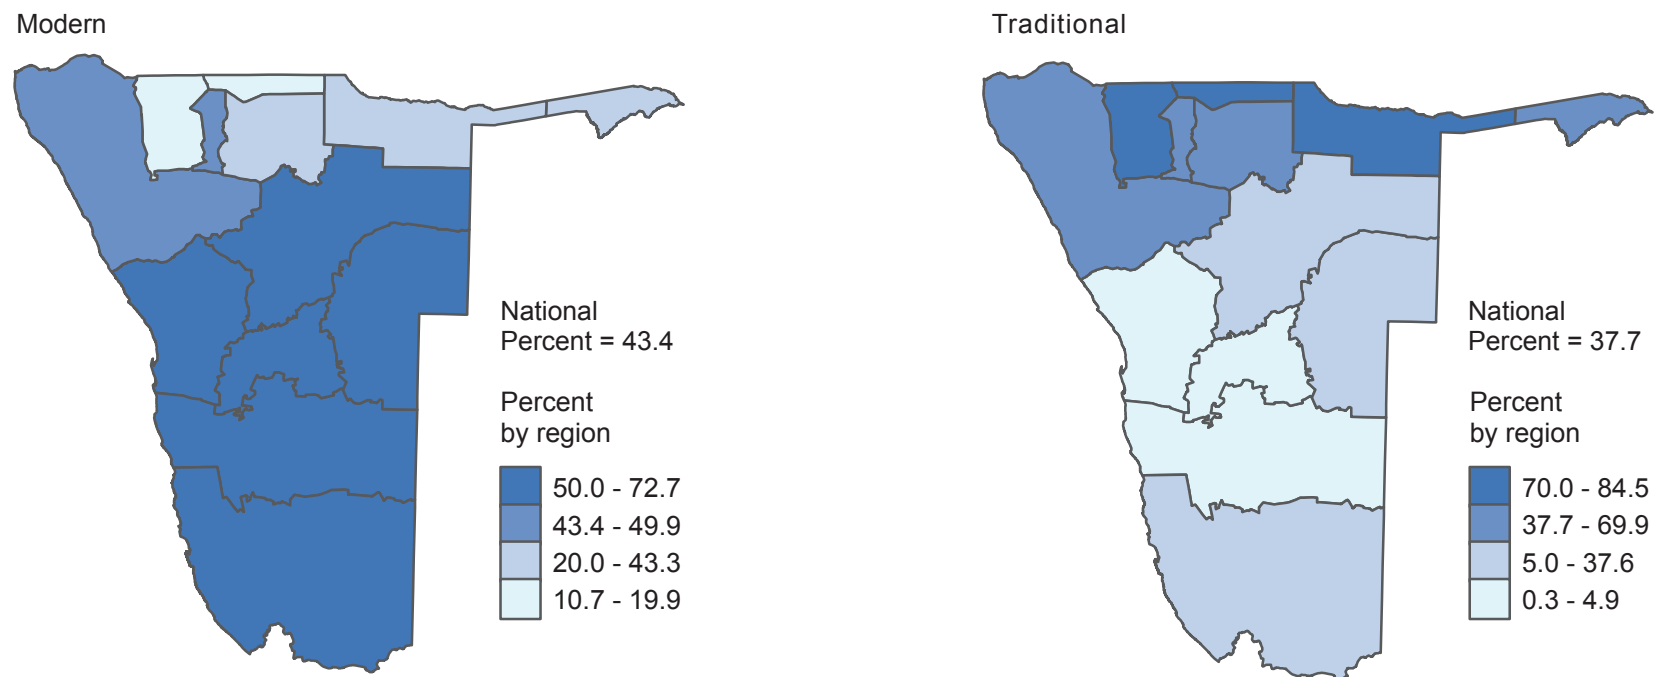 Modern
National
Percent = 43.4
Percent
by region
50.0 - 72.7
43.4 - 49.9
20.0 - 43.3
10.7 - 19.9
Traditional
National
Percent = 37.7
Percent
by region
70.0 - 84.5
37.7 - 69.9
5.0 - 37.6
0.3 - 4.9